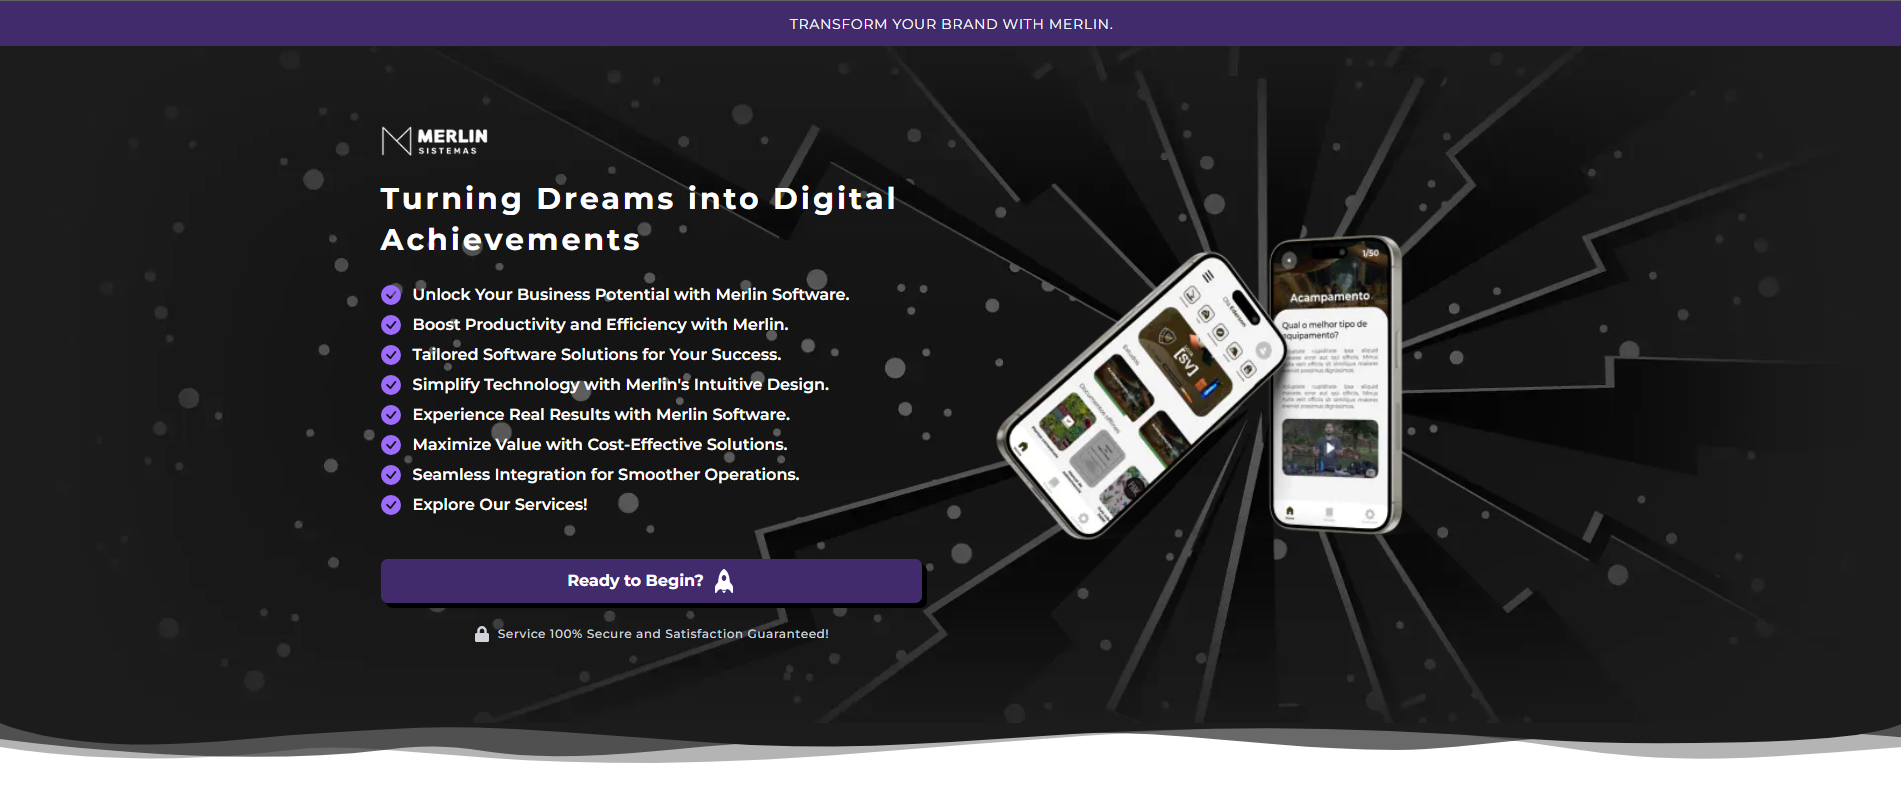 TRANSFORM YOUR BRAND WITH MERLIN.
MERLIN
SISTEMAS
Turning Dreams into Digital
Achievements
Unlock Your Business Potential with Merlin Software.
Boost Productivity and Efficiency with Merlin.
Tailored Software Solutions for Your Success.
Simplify Technology with Merlin's Intuitive Design.
Experience Real Results with Merlin Software.
Maximize Value with Cost-Effective Solutions.
Seamless Integration for Smoother Operations.
Explore Our Services!
Ready to Begin?
Service 100% Secure and Satisfaction Guaranteed!
Estudos
Documentos offlines
1/50
Acampamento
Qual o melhor tipo de
equipamento?